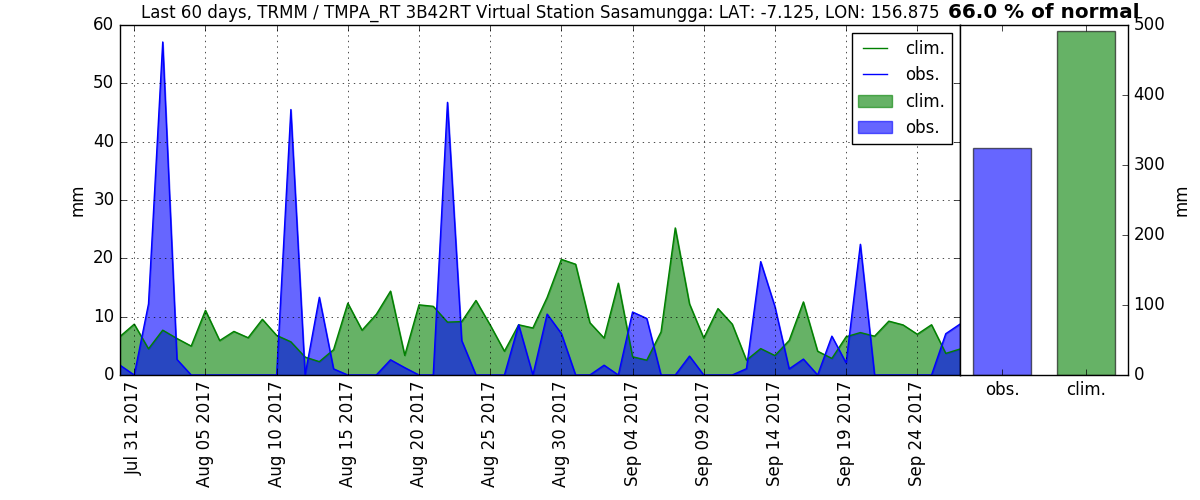 Last 60 days, TRMM / TMPA_RT 3B42RT Virtual Station Sasamungga: LAT: -7.125, LON: 156.875
66.0 % of normal
60
50
40
30
20
10
0
mm
clim.
obs.
clim.
obs.
500
400
300
200
100
0
mm
Jul 31 2017
Aug 05 2017
Aug 10 2017
Aug 15 2017
Aug 20 2017
Aug 25 2017
Aug 30 2017
Sep 04 2017
Sep 09 2017
Sep 14 2017
Sep 19 2017
Sep 24 2017
obs.
clim.